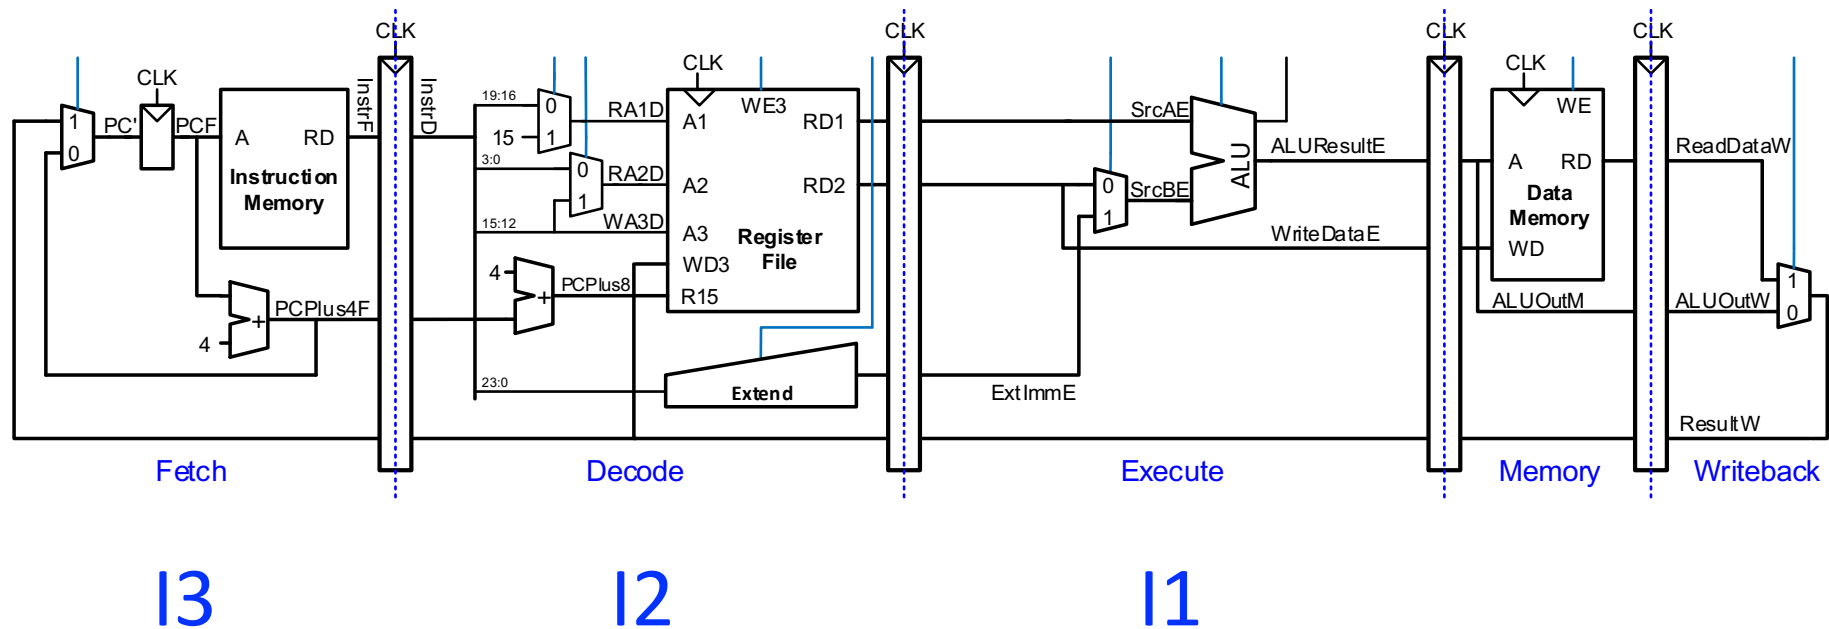 CLK CLK CLK CLK
CLK CLK CLK
InstrF InstrD
19:16 0 RA1D WE3 WE
1 PC' PCF A RD 15 1 A1 RD1 SrcAE ALU ALUResultE A RD ReadDataW
0 3:0 0 RA2D A2 RD2 0 SrcBE
Instruction Memory 1 1 Data Memory
15:12 WA3D A3 Register File WriteDataE WD
4 WD3
PCPlus4F + PCPlus8 R15 ALUOutM ALUOutW 1
4 + 0
23:0 Extend ExtImmE
ResultW
Fetch Decode Execute Memory Writeback
I3 I2 I1